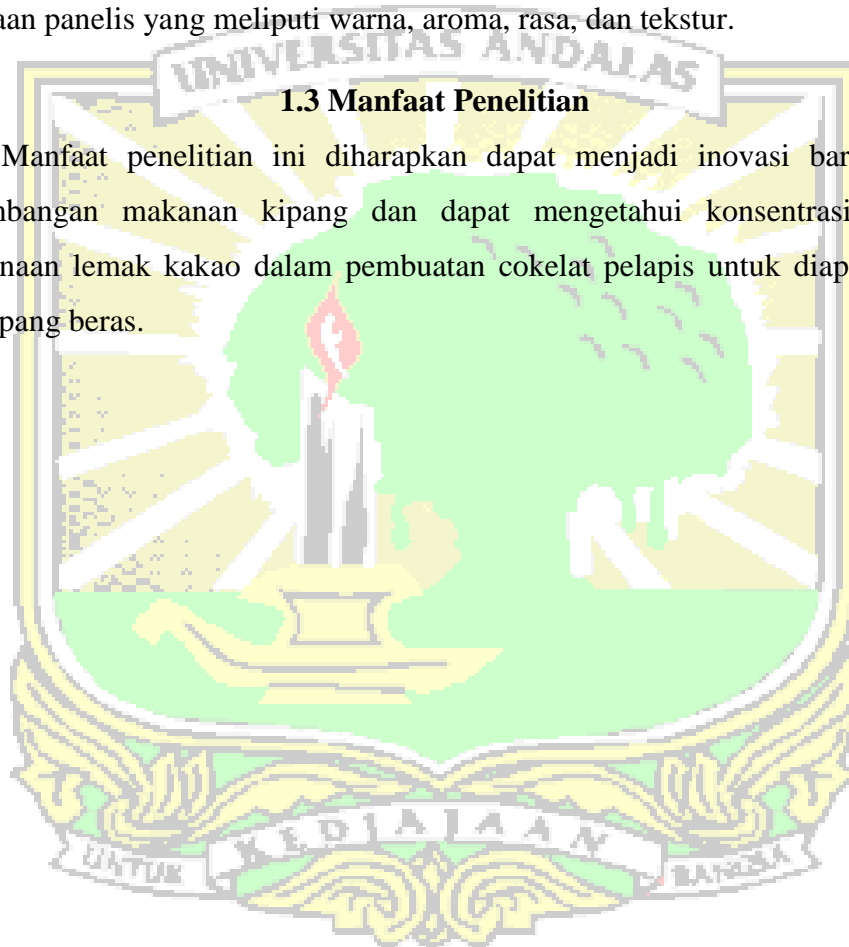 aan panelis yang meliputi warna, aroma, rasa, dan tekstur.
UNIVERSITAS ANDALAS
1.3 Manfaat Penelitian
Manfaat penelitian ini diharapkan dapat menjadi inovasi bar
mbangan makanan kipang dan dapat mengetahui konsentrasi
naan lemak kakao dalam pembuatan cokelat pelapis untuk diap
pang beras.
UNTUK KEDJAJAAN BANGSA